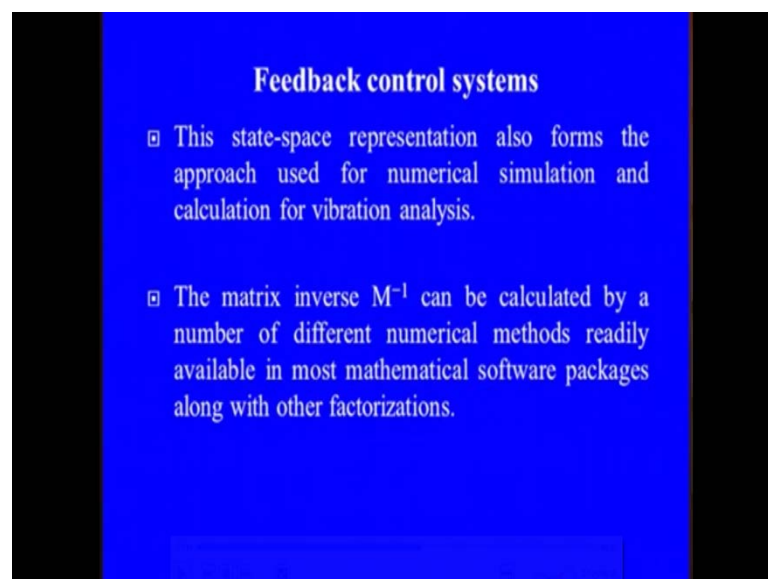 Feedback control systems
This state-space representation also forms the
approach used for numerical simulation and
calculation for vibration analysis.
The matrix inverse M⁻¹ can be calculated by a
number of different numerical methods readily
available in most mathematical software packages
along with other factorizations.